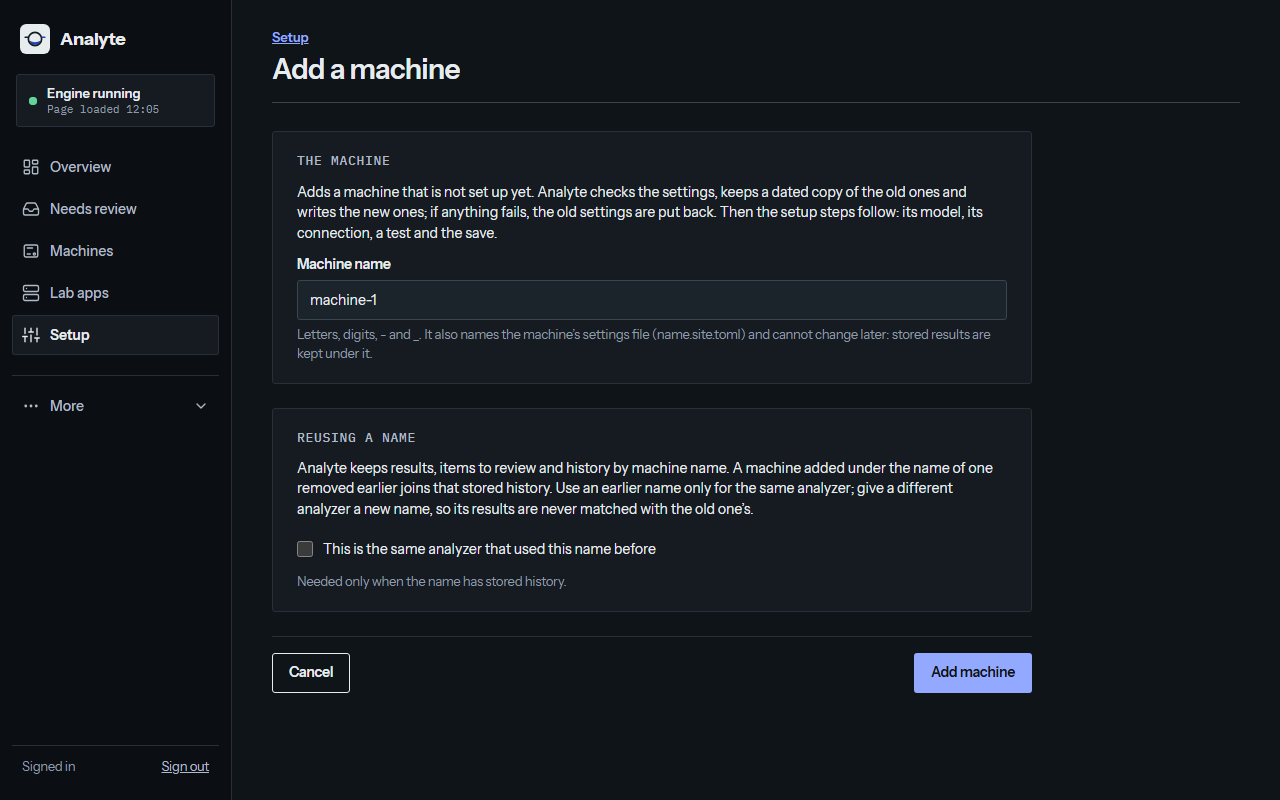 Analyte
Engine running
Page loaded 12:05
Overview
Needs review
Machines
Lab apps
Setup
More
Signed in
Sign out
Setup
Add a machine
THE MACHINE
Adds a machine that is not set up yet. Analyte checks the settings, keeps a dated copy of the old ones and
writes the new ones; if anything fails, the old settings are put back. Then the setup steps follow: its model, its
connection, a test and the save.
Machine name
machine-1
Letters, digits, - and _. It also names the machine's settings file (name.site.toml) and cannot change later: stored results are
kept under it.
REUSING A NAME
Analyte keeps results, items to review and history by machine name. A machine added under the name of one
removed earlier joins that stored history. Use an earlier name only for the same analyzer; give a different
analyzer a new name, so its results are never matched with the old one's.
This is the same analyzer that used this name before
Needed only when the name has stored history.
Cancel
Add machine